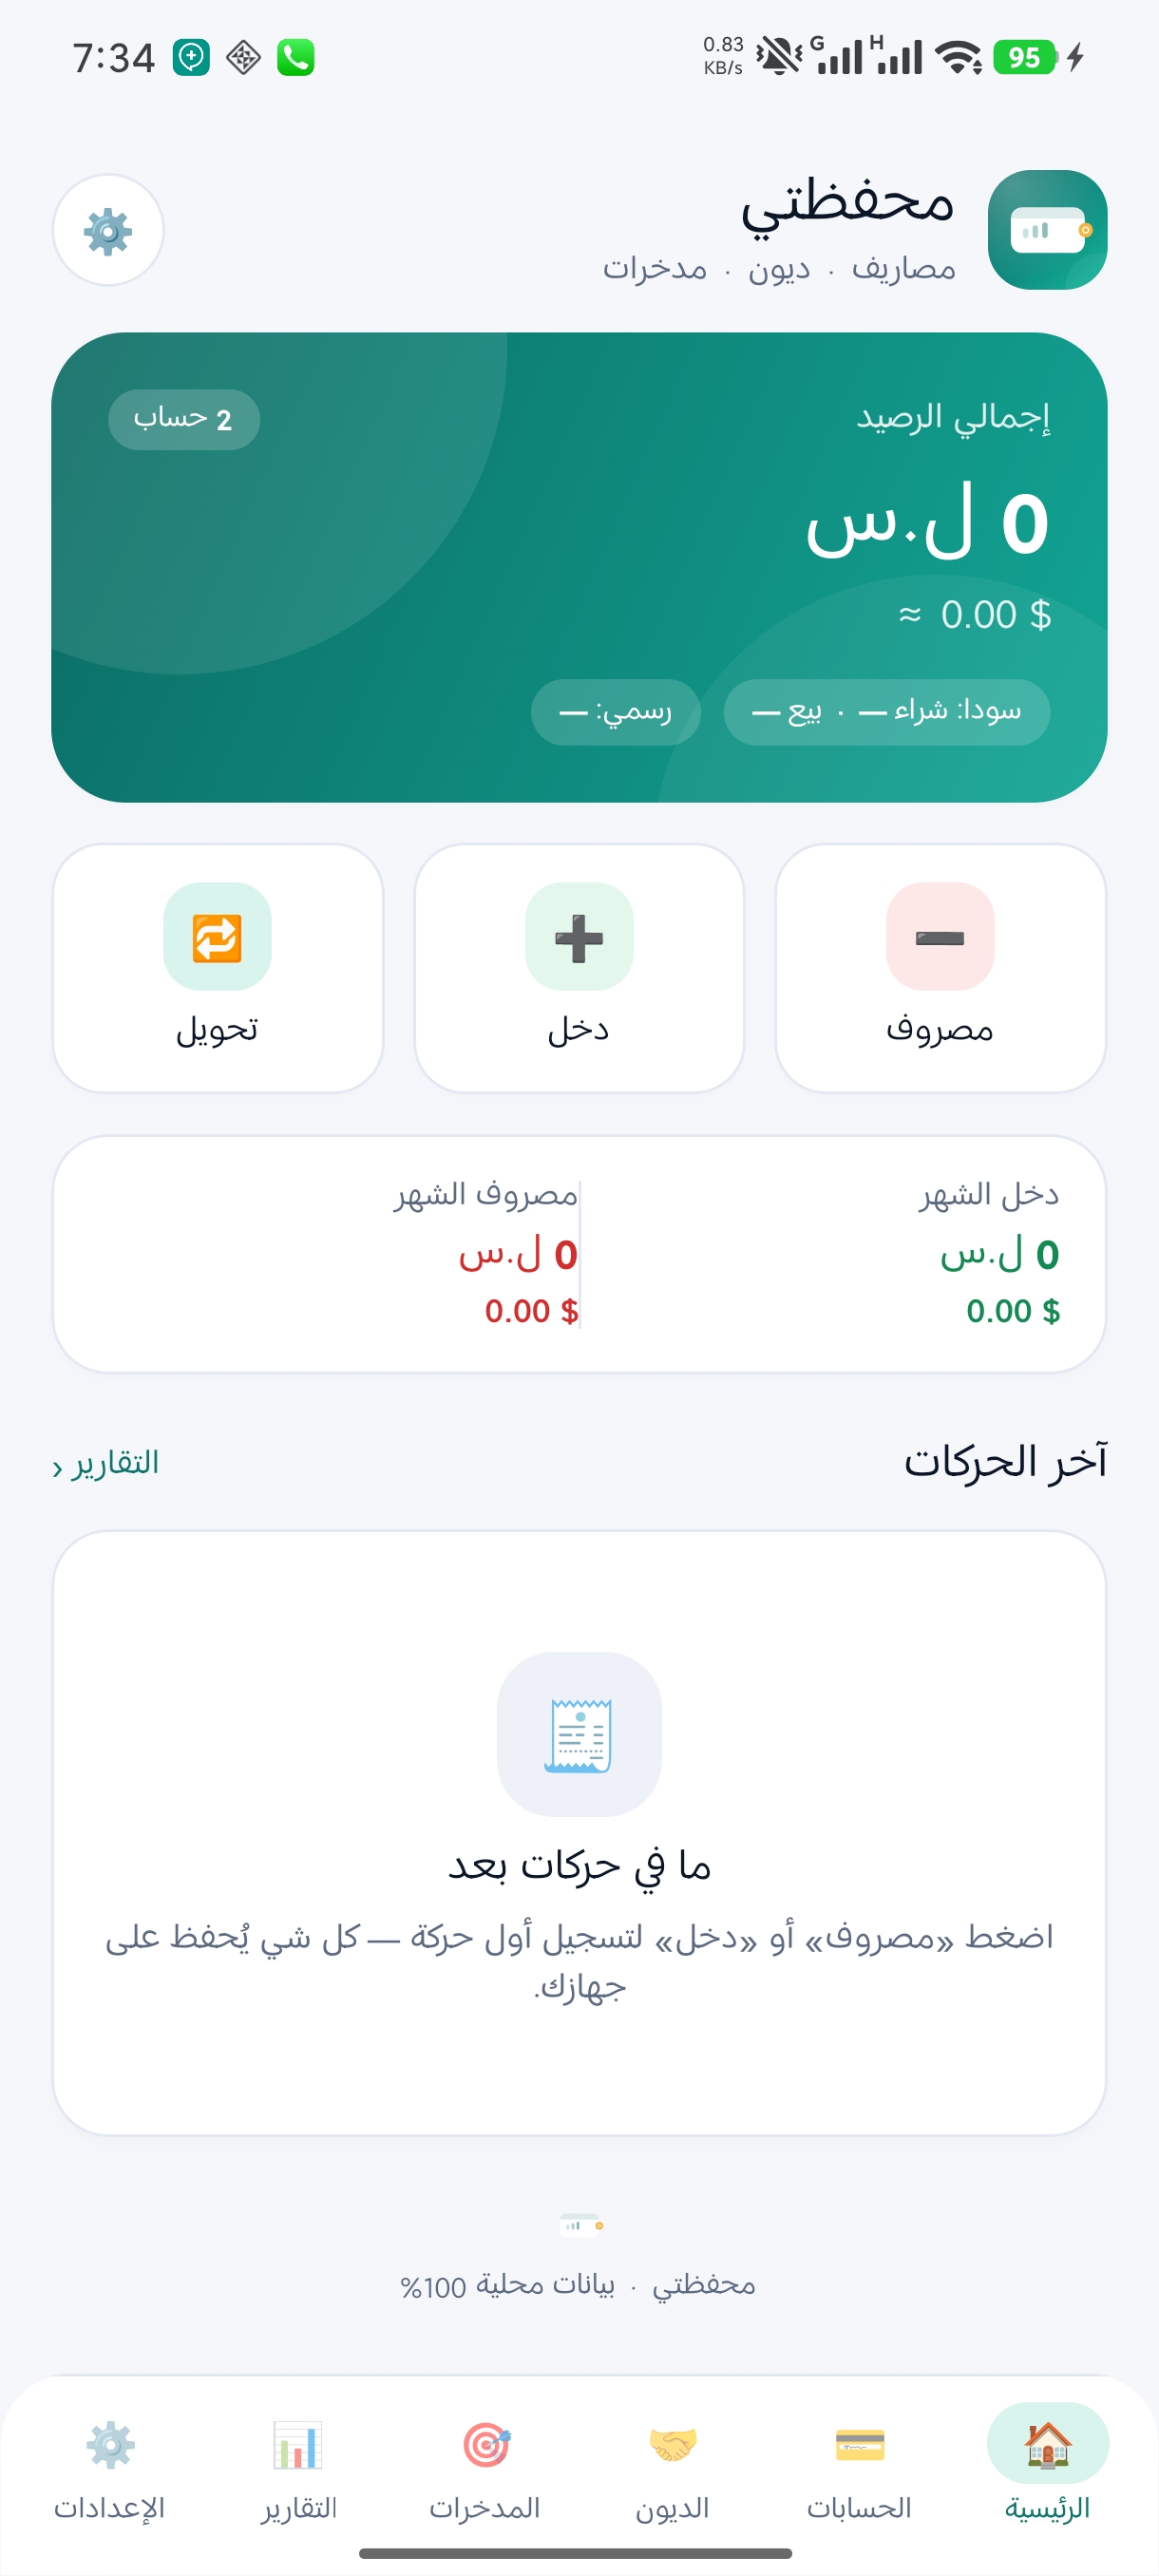 7:34
0.83 KB/s
G
H
95
محفظتي
مصاريف · ديون · مدخرات
إجمالي الرصيد
2 حساب
0 ل.س
≈ 0.00 $
سودا: شراء — · بيع —
رسمي: —
مصروف
دخل
تحويل
دخل الشهر
0 ل.س
0.00 $
مصروف الشهر
0 ل.س
0.00 $
آخر الحركات
التقارير ‹
ما في حركات بعد
اضغط «مصروف» أو «دخل» لتسجيل أول حركة — كل شي يُحفظ على
جهازك.
محفظتي · بيانات محلية 100%
الرئيسية
الحسابات
الديون
المدخرات
التقارير
الإعدادات